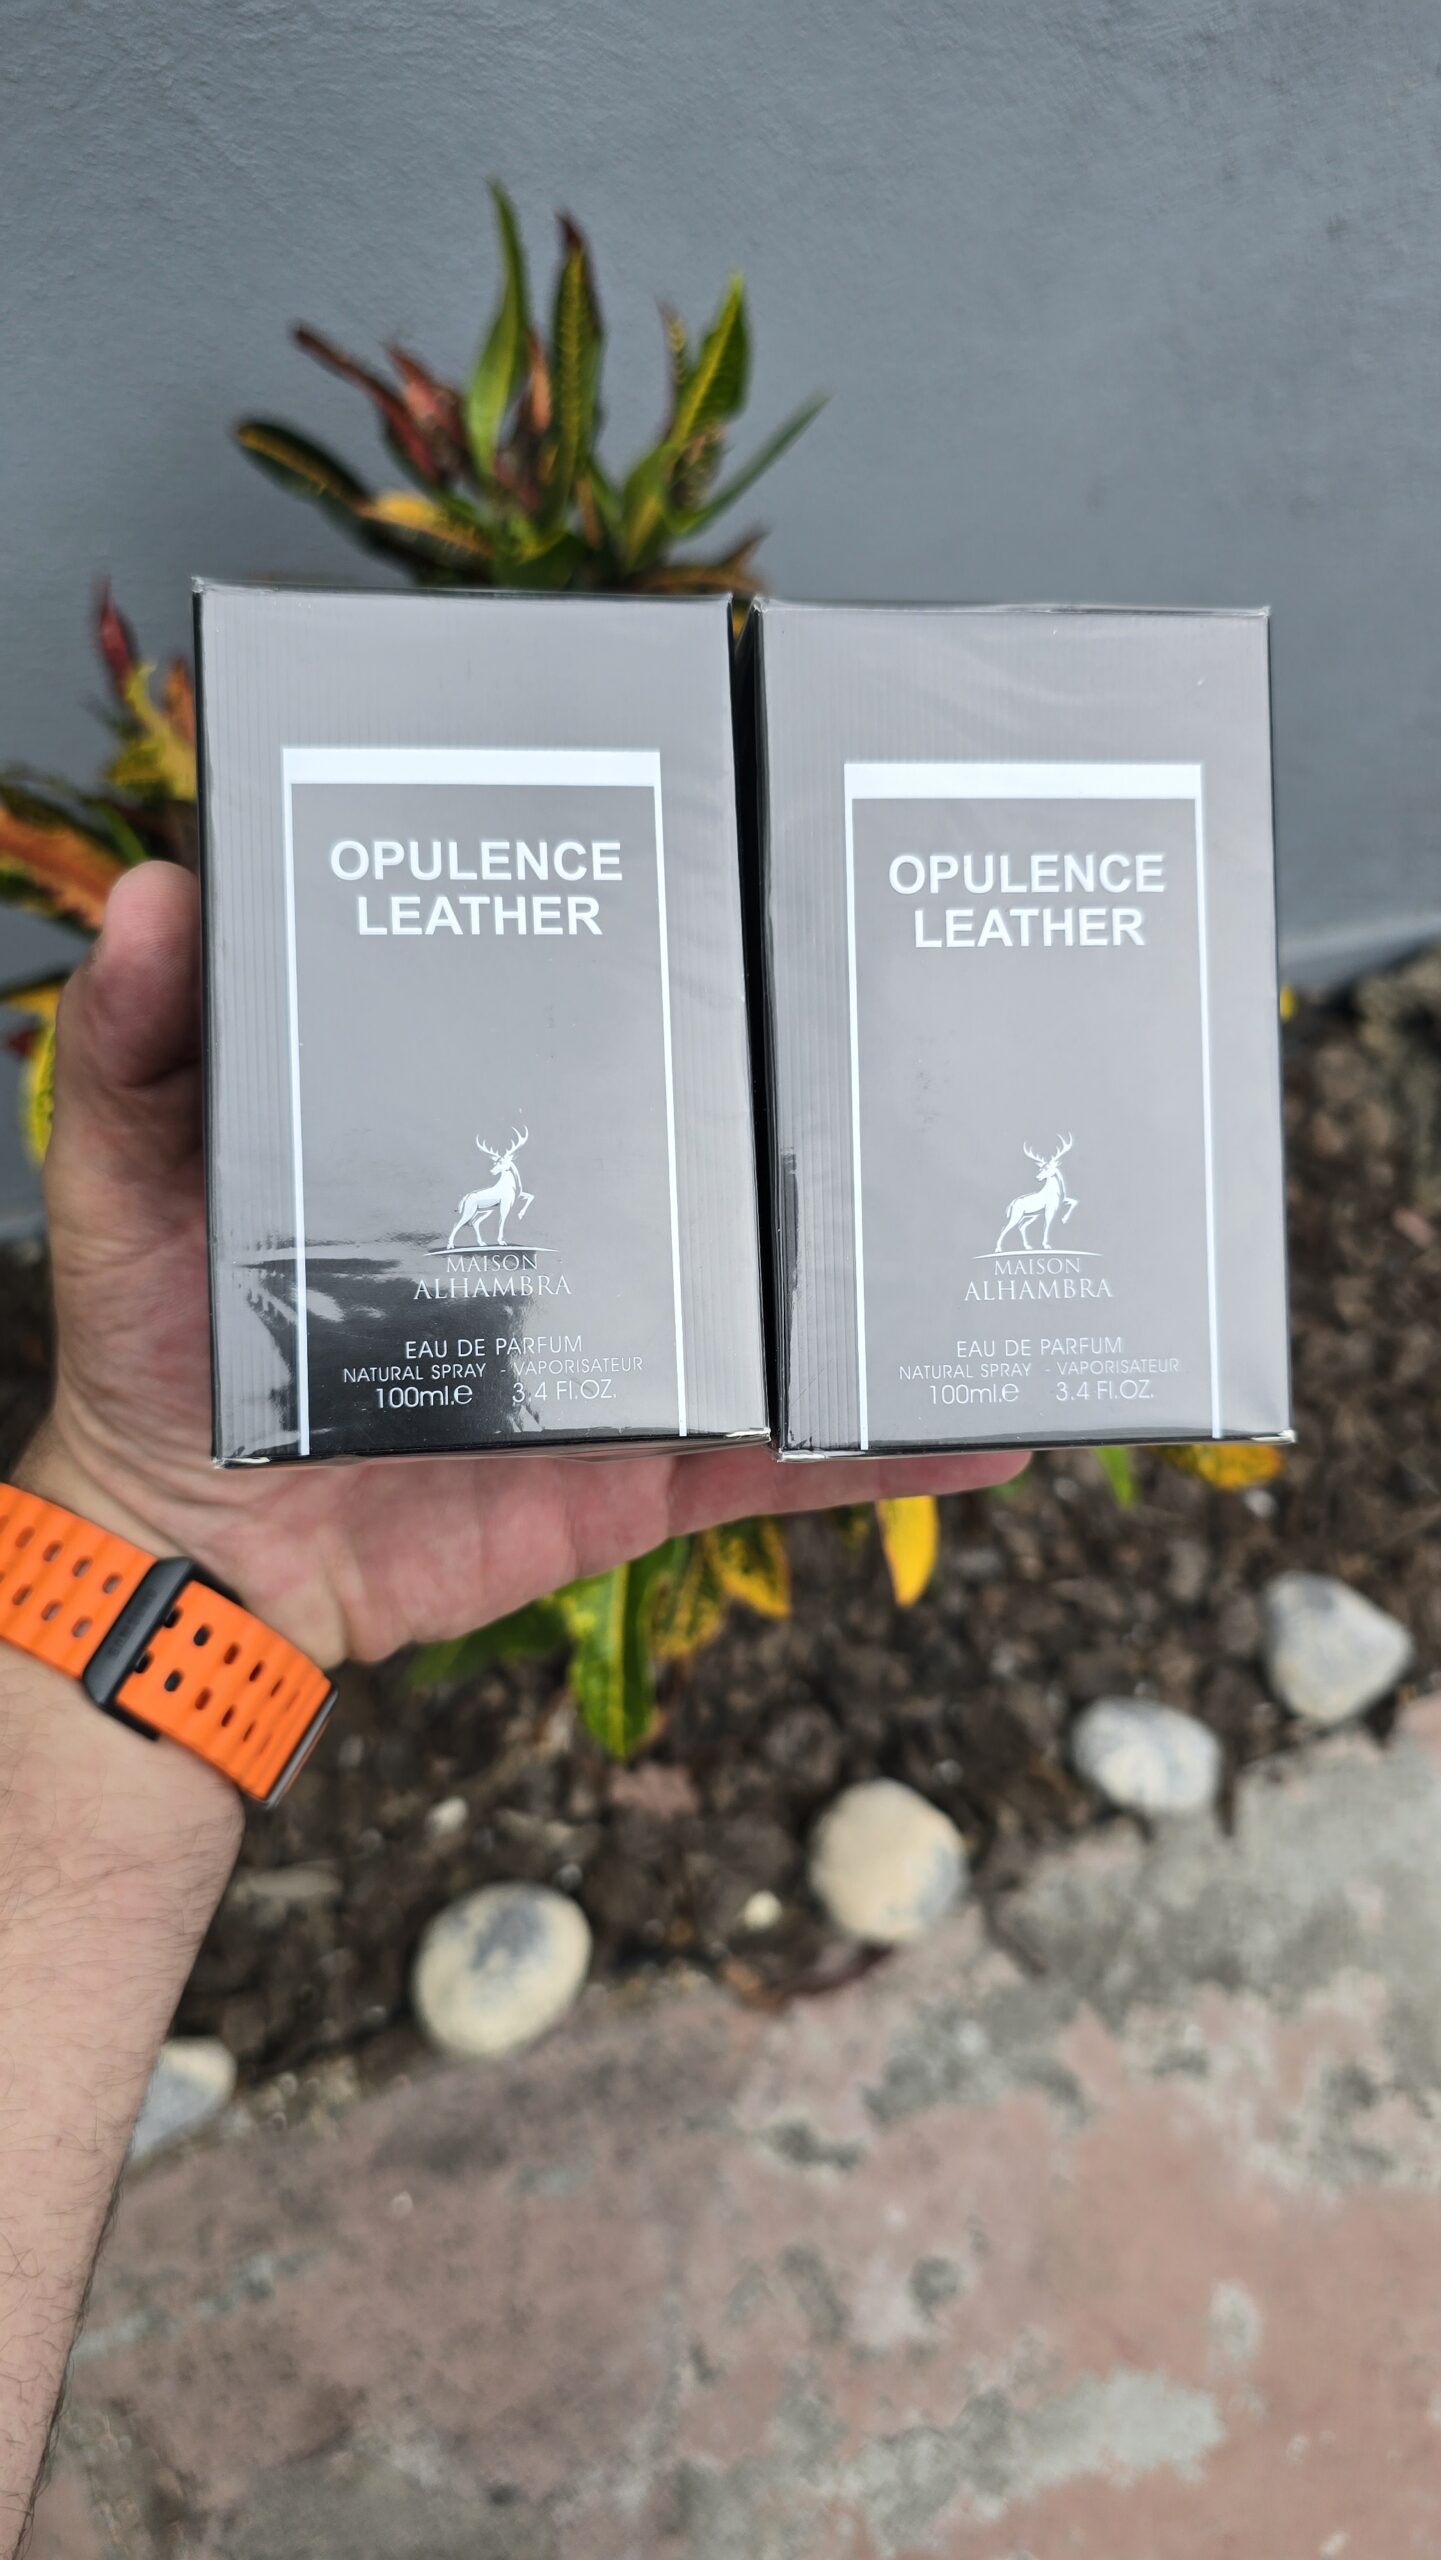 OPULENCE
LEATHER
MAISON
ALHAMBRA
EAU DE PARFUM
NATURAL SPRAY - VAPORISATEUR
100ml.e 3.4 Fl.OZ.
OPULENCE
LEATHER
MAISON
ALHAMBRA
EAU DE PARFUM
NATURAL SPRAY - VAPORISATEUR
100ml.e 3.4 Fl.OZ.